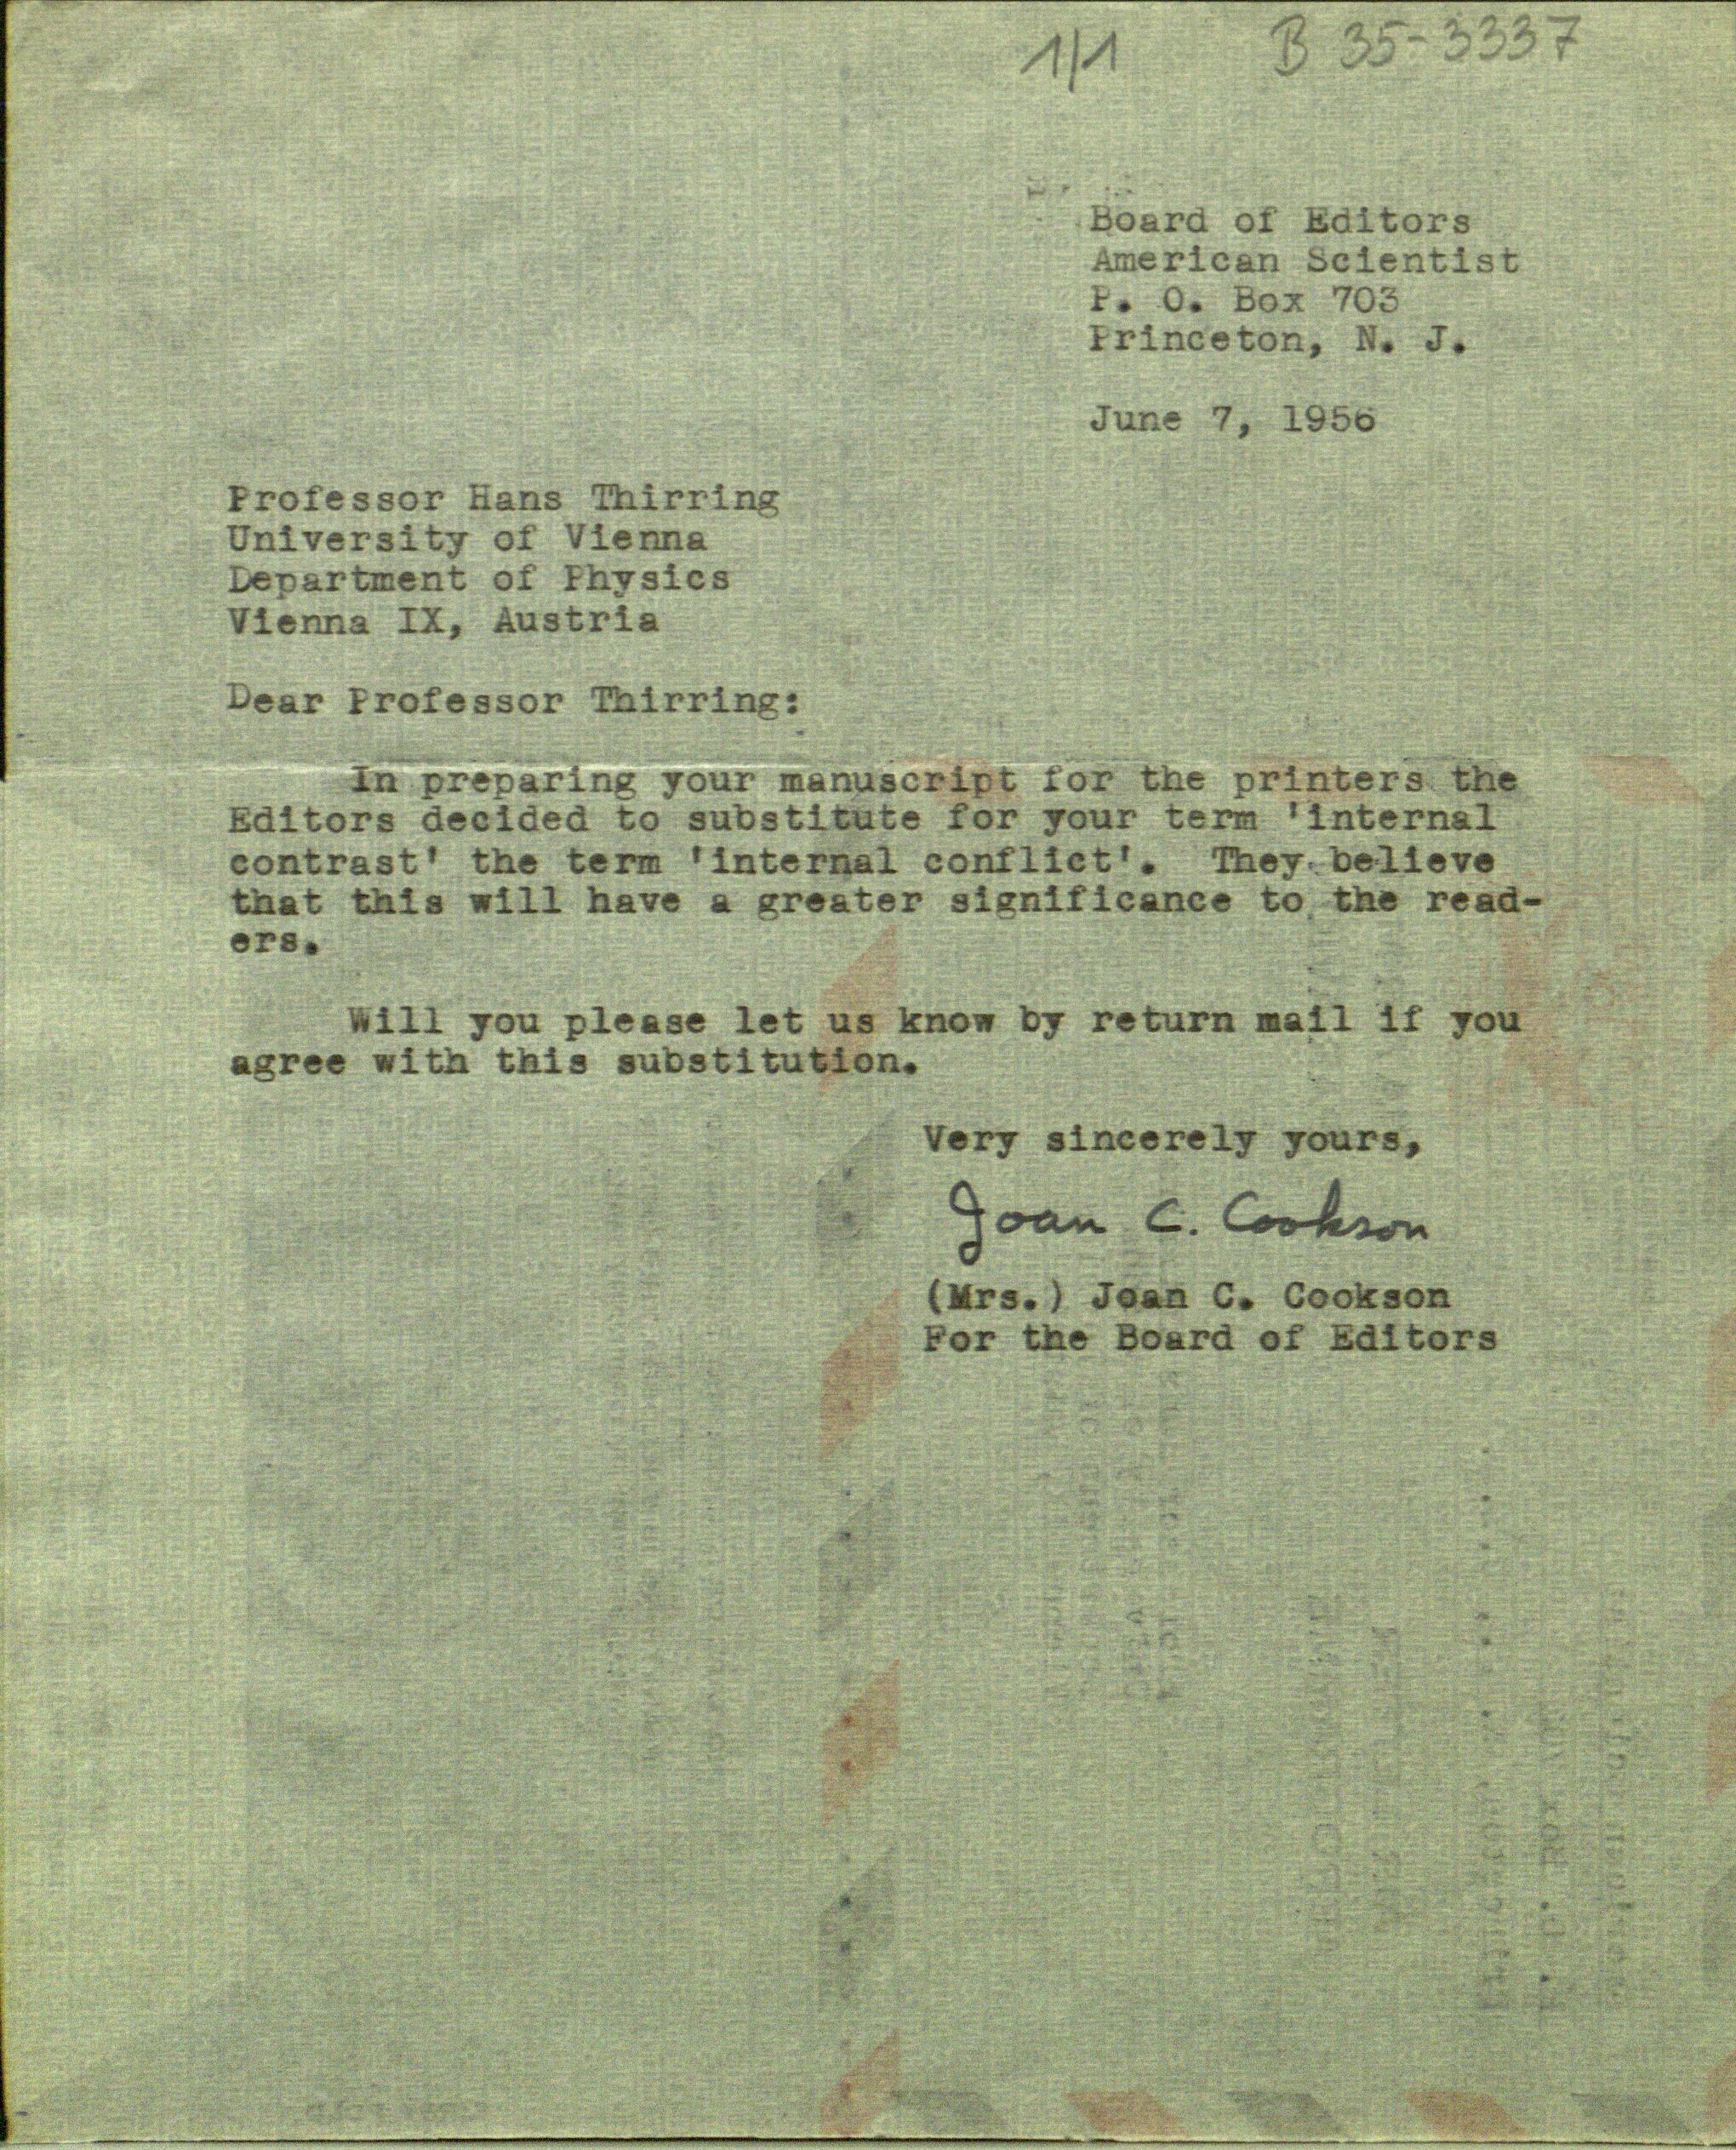 1/1 B 35-3337
Board of Editors
American Scientist
P. O. Box 703
Princeton, N. J.
June 7, 1956
Professor Hans Thirring
University of Vienna
Department of Physics
Vienna IX, Austria
Dear Professor Thirring:
In preparing your manuscript for the printers the
Editors decided to substitute for your term 'internal
contrast' the term 'internal conflict'. They believe
that this will have a greater significance to the read-
ers.
Will you please let us know by return mail if you
agree with this substitution.
Very sincerely yours,
Joan C. Cookson
(Mrs.) Joan C. Cookson
For the Board of Editors